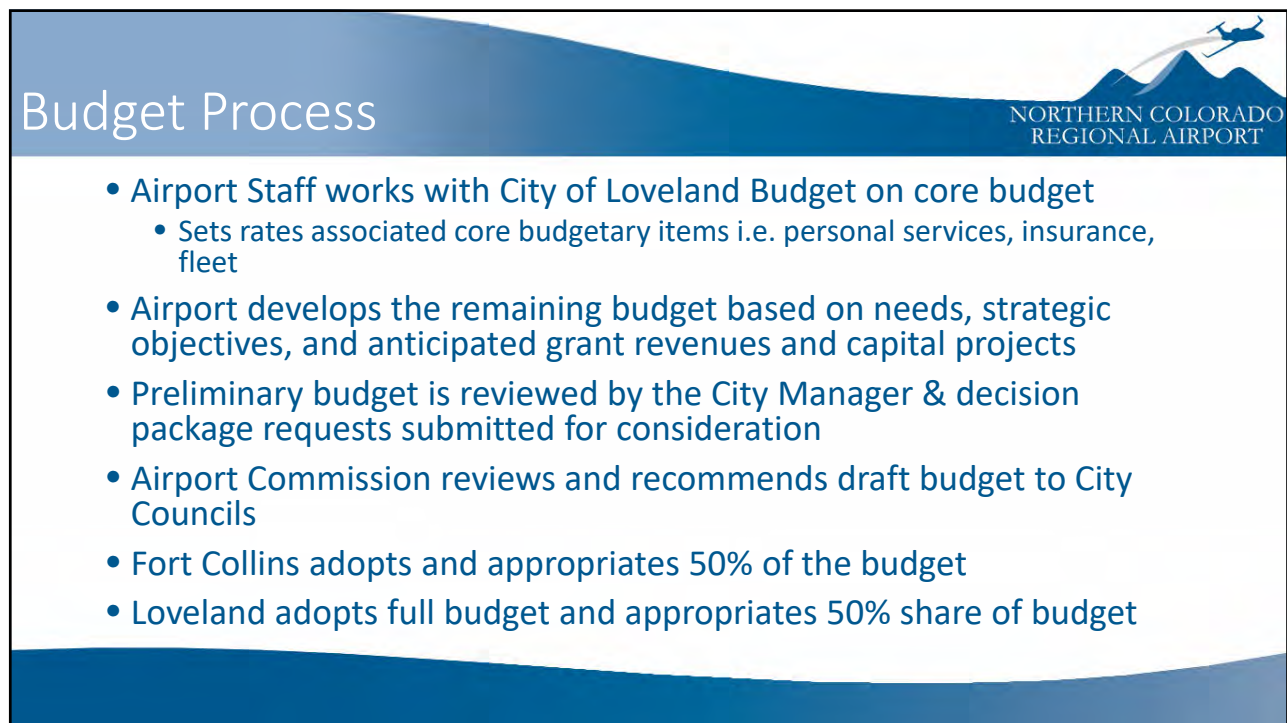 NORTHERN COLORADO
REGIONAL AIRPORT
Budget Process
• Airport Staff works with City of Loveland Budget on core budget
• Sets rates associated core budgetary items i.e. personal services, insurance,
fleet
• Airport develops the remaining budget based on needs, strategic
objectives, and anticipated grant revenues and capital projects
• Preliminary budget is reviewed by the City Manager & decision
package requests submitted for consideration
• Airport Commission reviews and recommends draft budget to City
Councils
• Fort Collins adopts and appropriates 50% of the budget
• Loveland adopts full budget and appropriates 50% share of budget